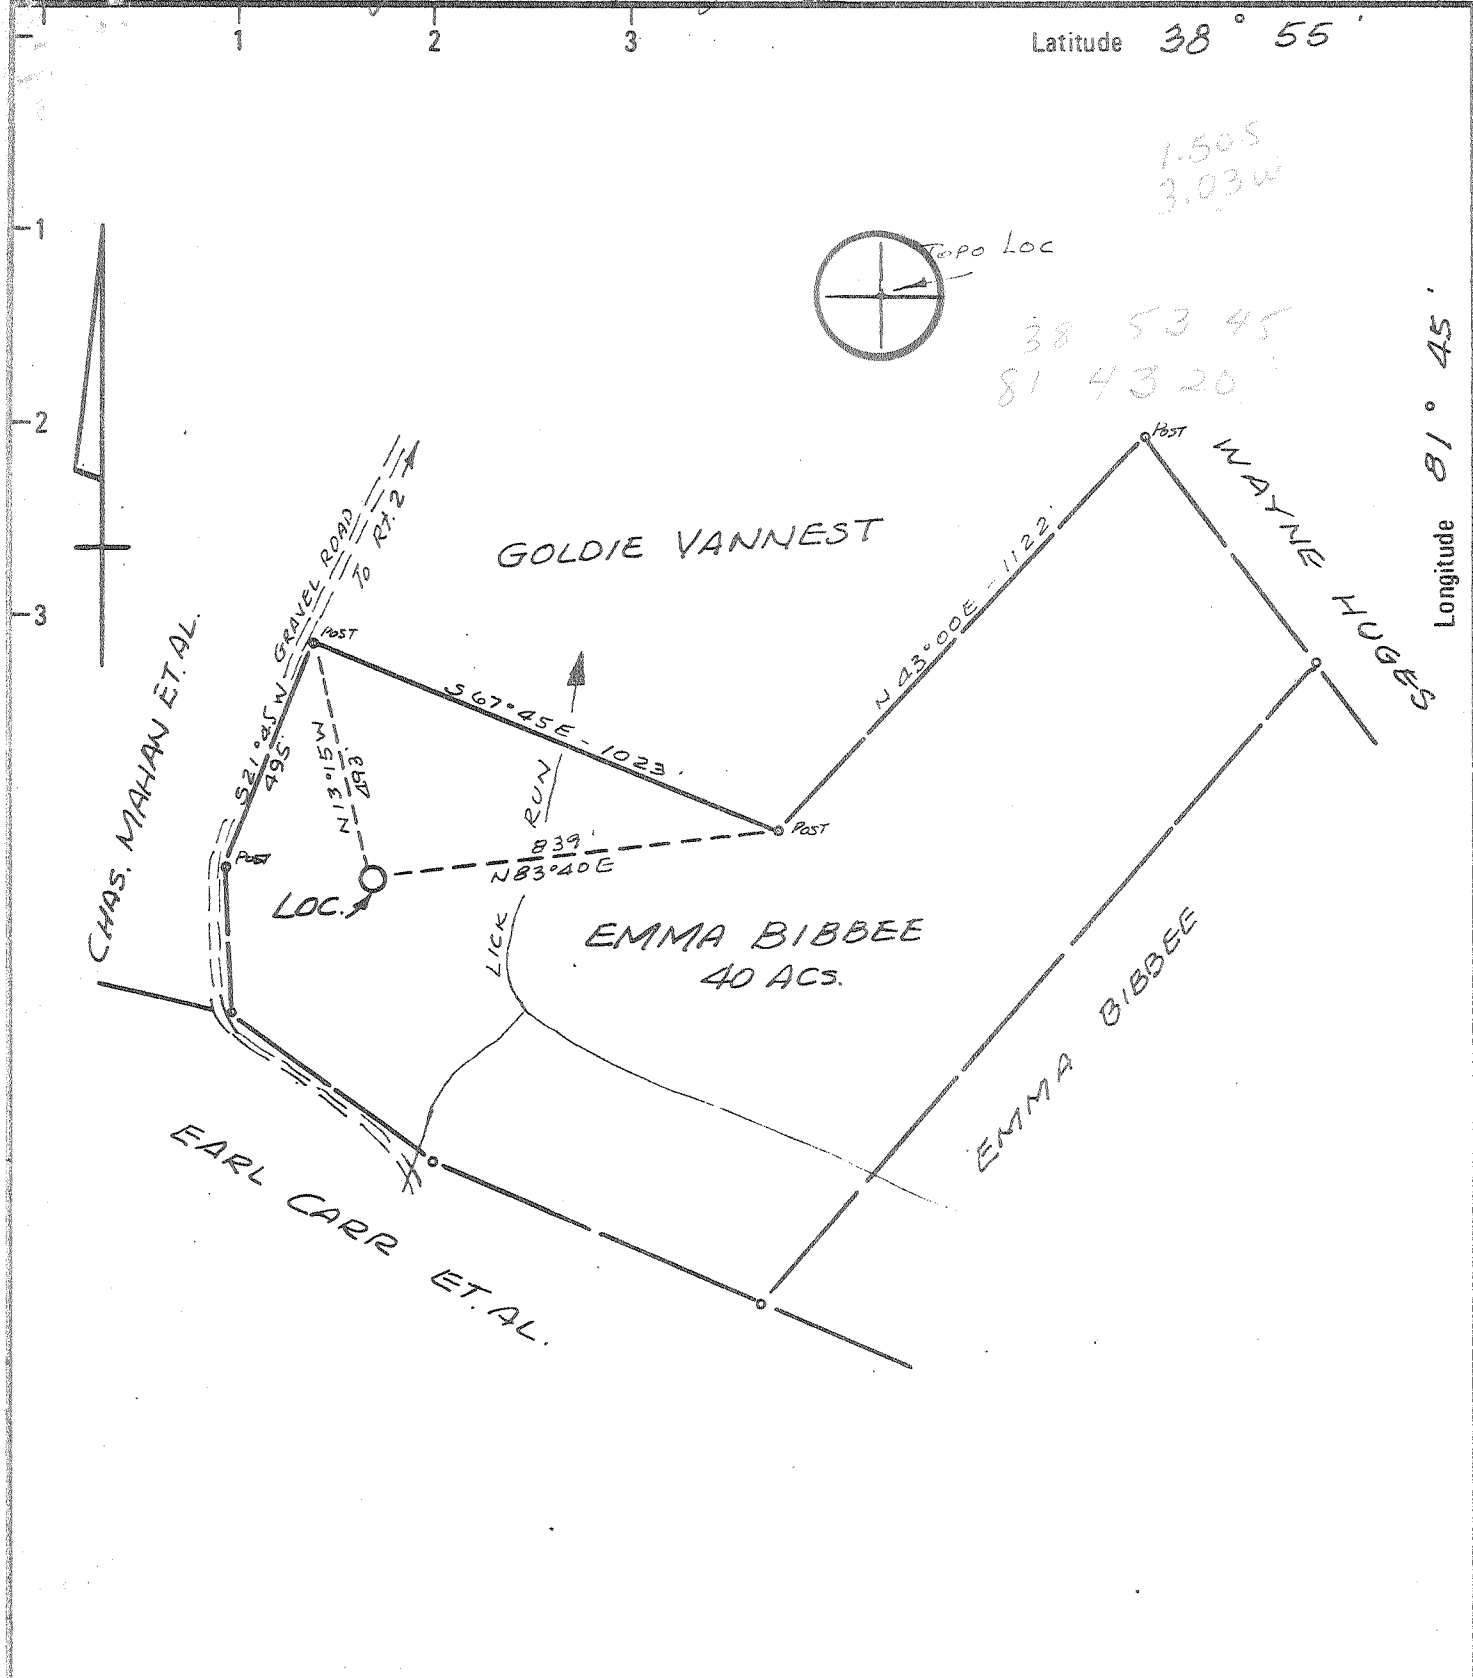 1 2 3
Latitude 38° 55'
1.50S
3.03W
1
TOPO LOC
38 53 45
81 43 20
Longitude 81° 45'
2
POST
WAYNE HUGES
GRAVEL ROAD
TO RT. 2
GOLDIE VANNEST
N 43°00E - 1122'
3
CHAS. MAHAN ET. AL.
POST
S 67°45E - 1023'
S21°45W
495'
N13°15W
493'
RUN
POST
839'
N83°40E
POST
LOC.
LICK
EMMA BIBBEE
40 ACS.
EMMA BIBBEE
EARL CARR ET. AL.